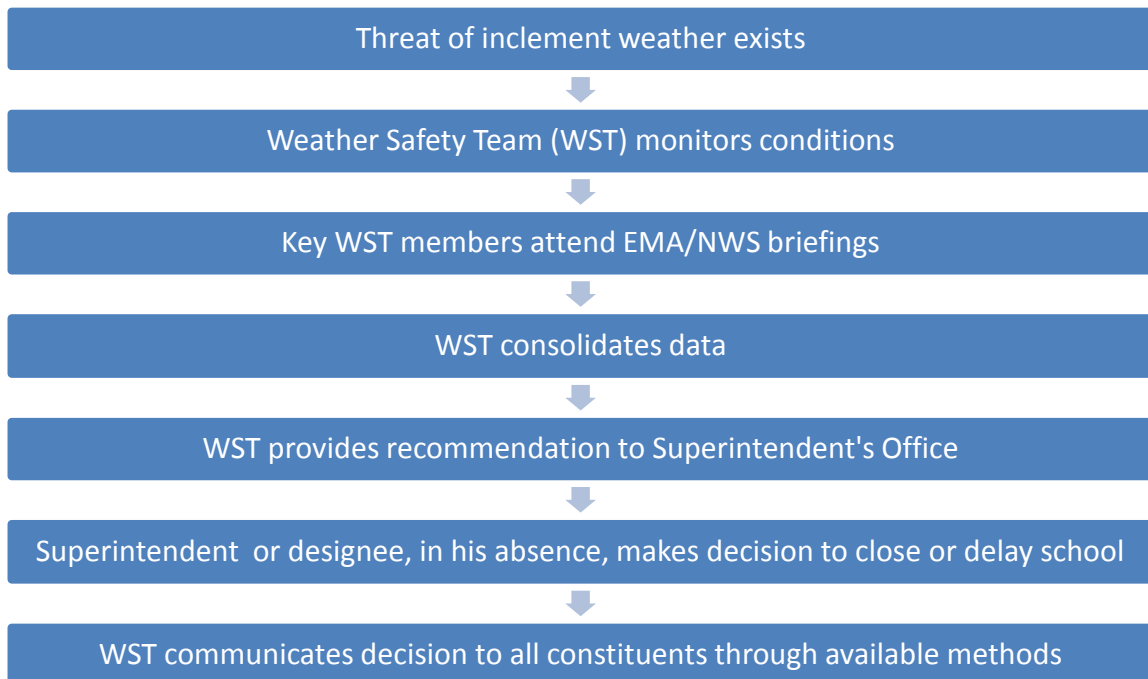 Threat of inclement weather exists
Weather Safety Team (WST) monitors conditions
Key WST members attend EMA/NWS briefings
WST consolidates data
WST provides recommendation to Superintendent's Office
Superintendent  or designee, in his absence, makes decision to close or delay school
WST communicates decision to all constituents through available methods